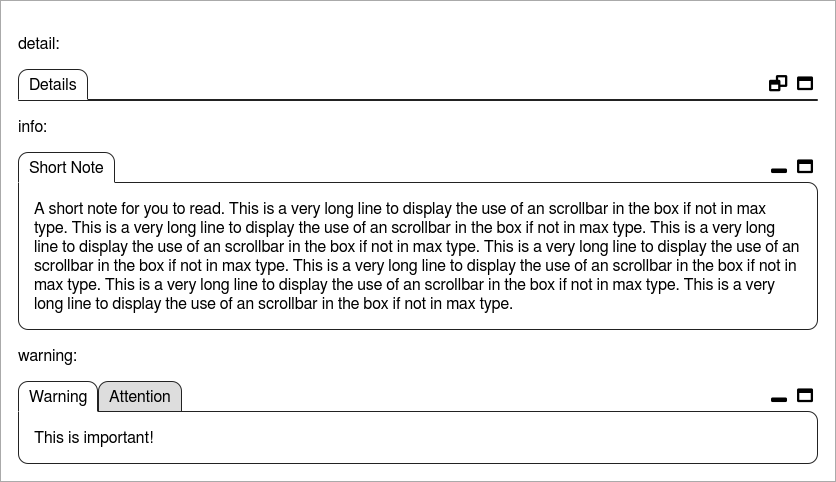 detail:
Details
info:
Short Note
A short note for you to read. This is a very long line to display the use of an scrollbar in the box if not in max
type. This is a very long line to display the use of an scrollbar in the box if not in max type. This is a very long
line to display the use of an scrollbar in the box if not in max type. This is a very long line to display the use of an
scrollbar in the box if not in max type. This is a very long line to display the use of an scrollbar in the box if not in
max type. This is a very long line to display the use of an scrollbar in the box if not in max type. This is a very
long line to display the use of an scrollbar in the box if not in max type.
warning:
Warning Attention
This is important!